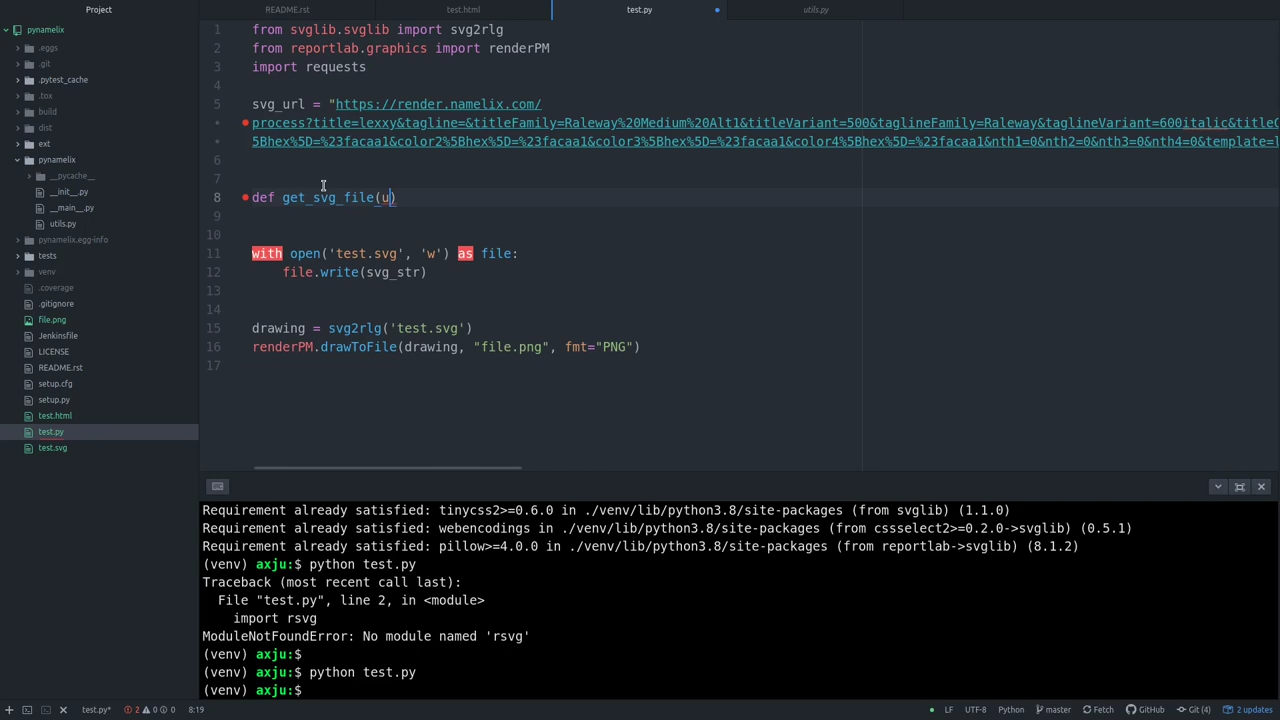 Project
README.rst
test.html
test.py
utils.py
pynamelix
.eggs
.git
.pytest_cache
.tox
build
dist
ext
pynamelix
__pycache__
__init__.py
__main__.py
utils.py
pynamelix.egg-info
tests
venv
.coverage
.gitignore
file.png
Jenkinsfile
LICENSE
README.rst
setup.cfg
setup.py
test.html
test.py
test.svg
1 from svglib.svglib import svg2rlg
2 from reportlab.graphics import renderPM
3 import requests
4
5 svg_url = "https://render.namelix.com/
• process?title=lexxy&tagline=&titleFamily=Raleway%20Medium%20Alt1&titleVariant=500&taglineFamily=Raleway&taglineVariant=600italic&titleC
• 5Bhex%5D=%23facaa1&color2%5Bhex%5D=%23facaa1&color3%5Bhex%5D=%23facaa1&color4%5Bhex%5D=%23facaa1&nth1=0&nth2=0&nth3=0&nth4=0&template=l
6
7
8 def get_svg_file(u)
9
10
11 with open('test.svg', 'w') as file:
12 file.write(svg_str)
13
14
15 drawing = svg2rlg('test.svg')
16 renderPM.drawToFile(drawing, "file.png", fmt="PNG")
17
Requirement already satisfied: tinycss2>=0.6.0 in ./venv/lib/python3.8/site-packages (from svglib) (1.1.0)
Requirement already satisfied: webencodings in ./venv/lib/python3.8/site-packages (from cssselect2>=0.2.0->svglib) (0.5.1)
Requirement already satisfied: pillow>=4.0.0 in ./venv/lib/python3.8/site-packages (from reportlab->svglib) (8.1.2)
(venv) axju:$ python test.py
Traceback (most recent call last):
File "test.py", line 2, in <module>
import rsvg
ModuleNotFoundError: No module named 'rsvg'
(venv) axju:$
(venv) axju:$ python test.py
(venv) axju:$
test.py* 2 0 0 8:19 LF UTF-8 Python master Fetch GitHub Git (4) 2 updates